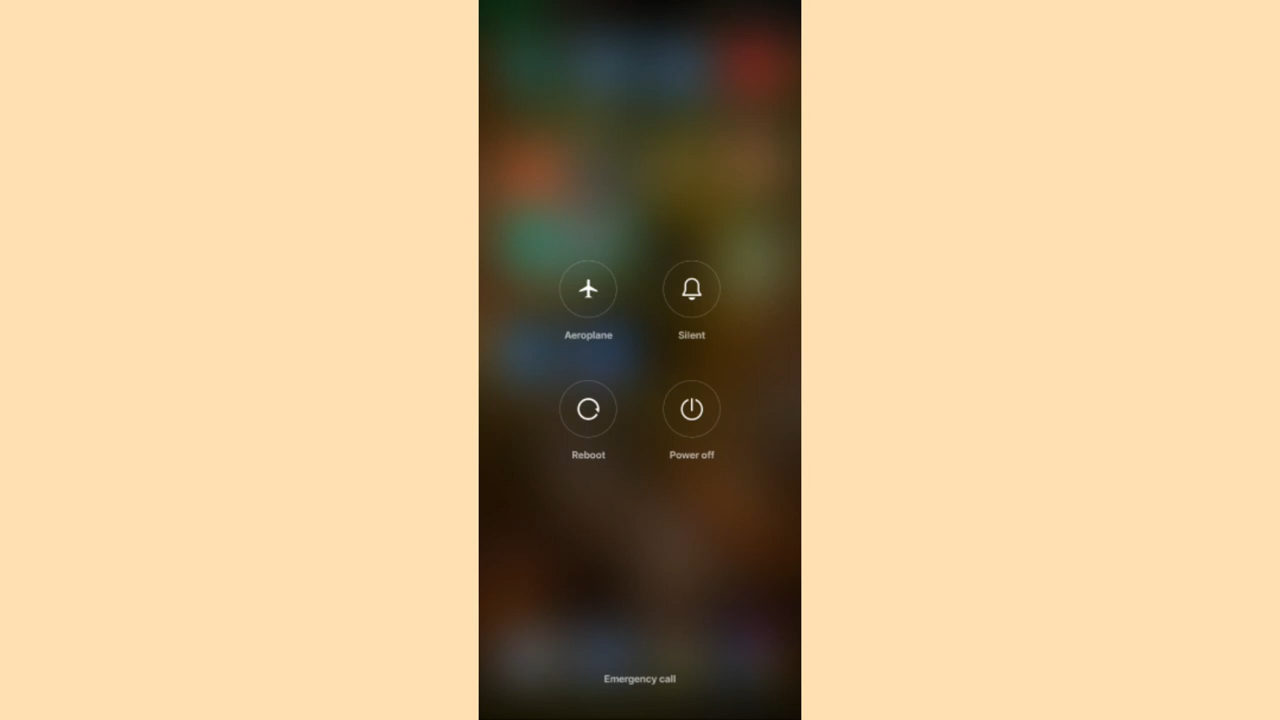 Aeroplane
Silent
Reboot
Power off
Emergency call